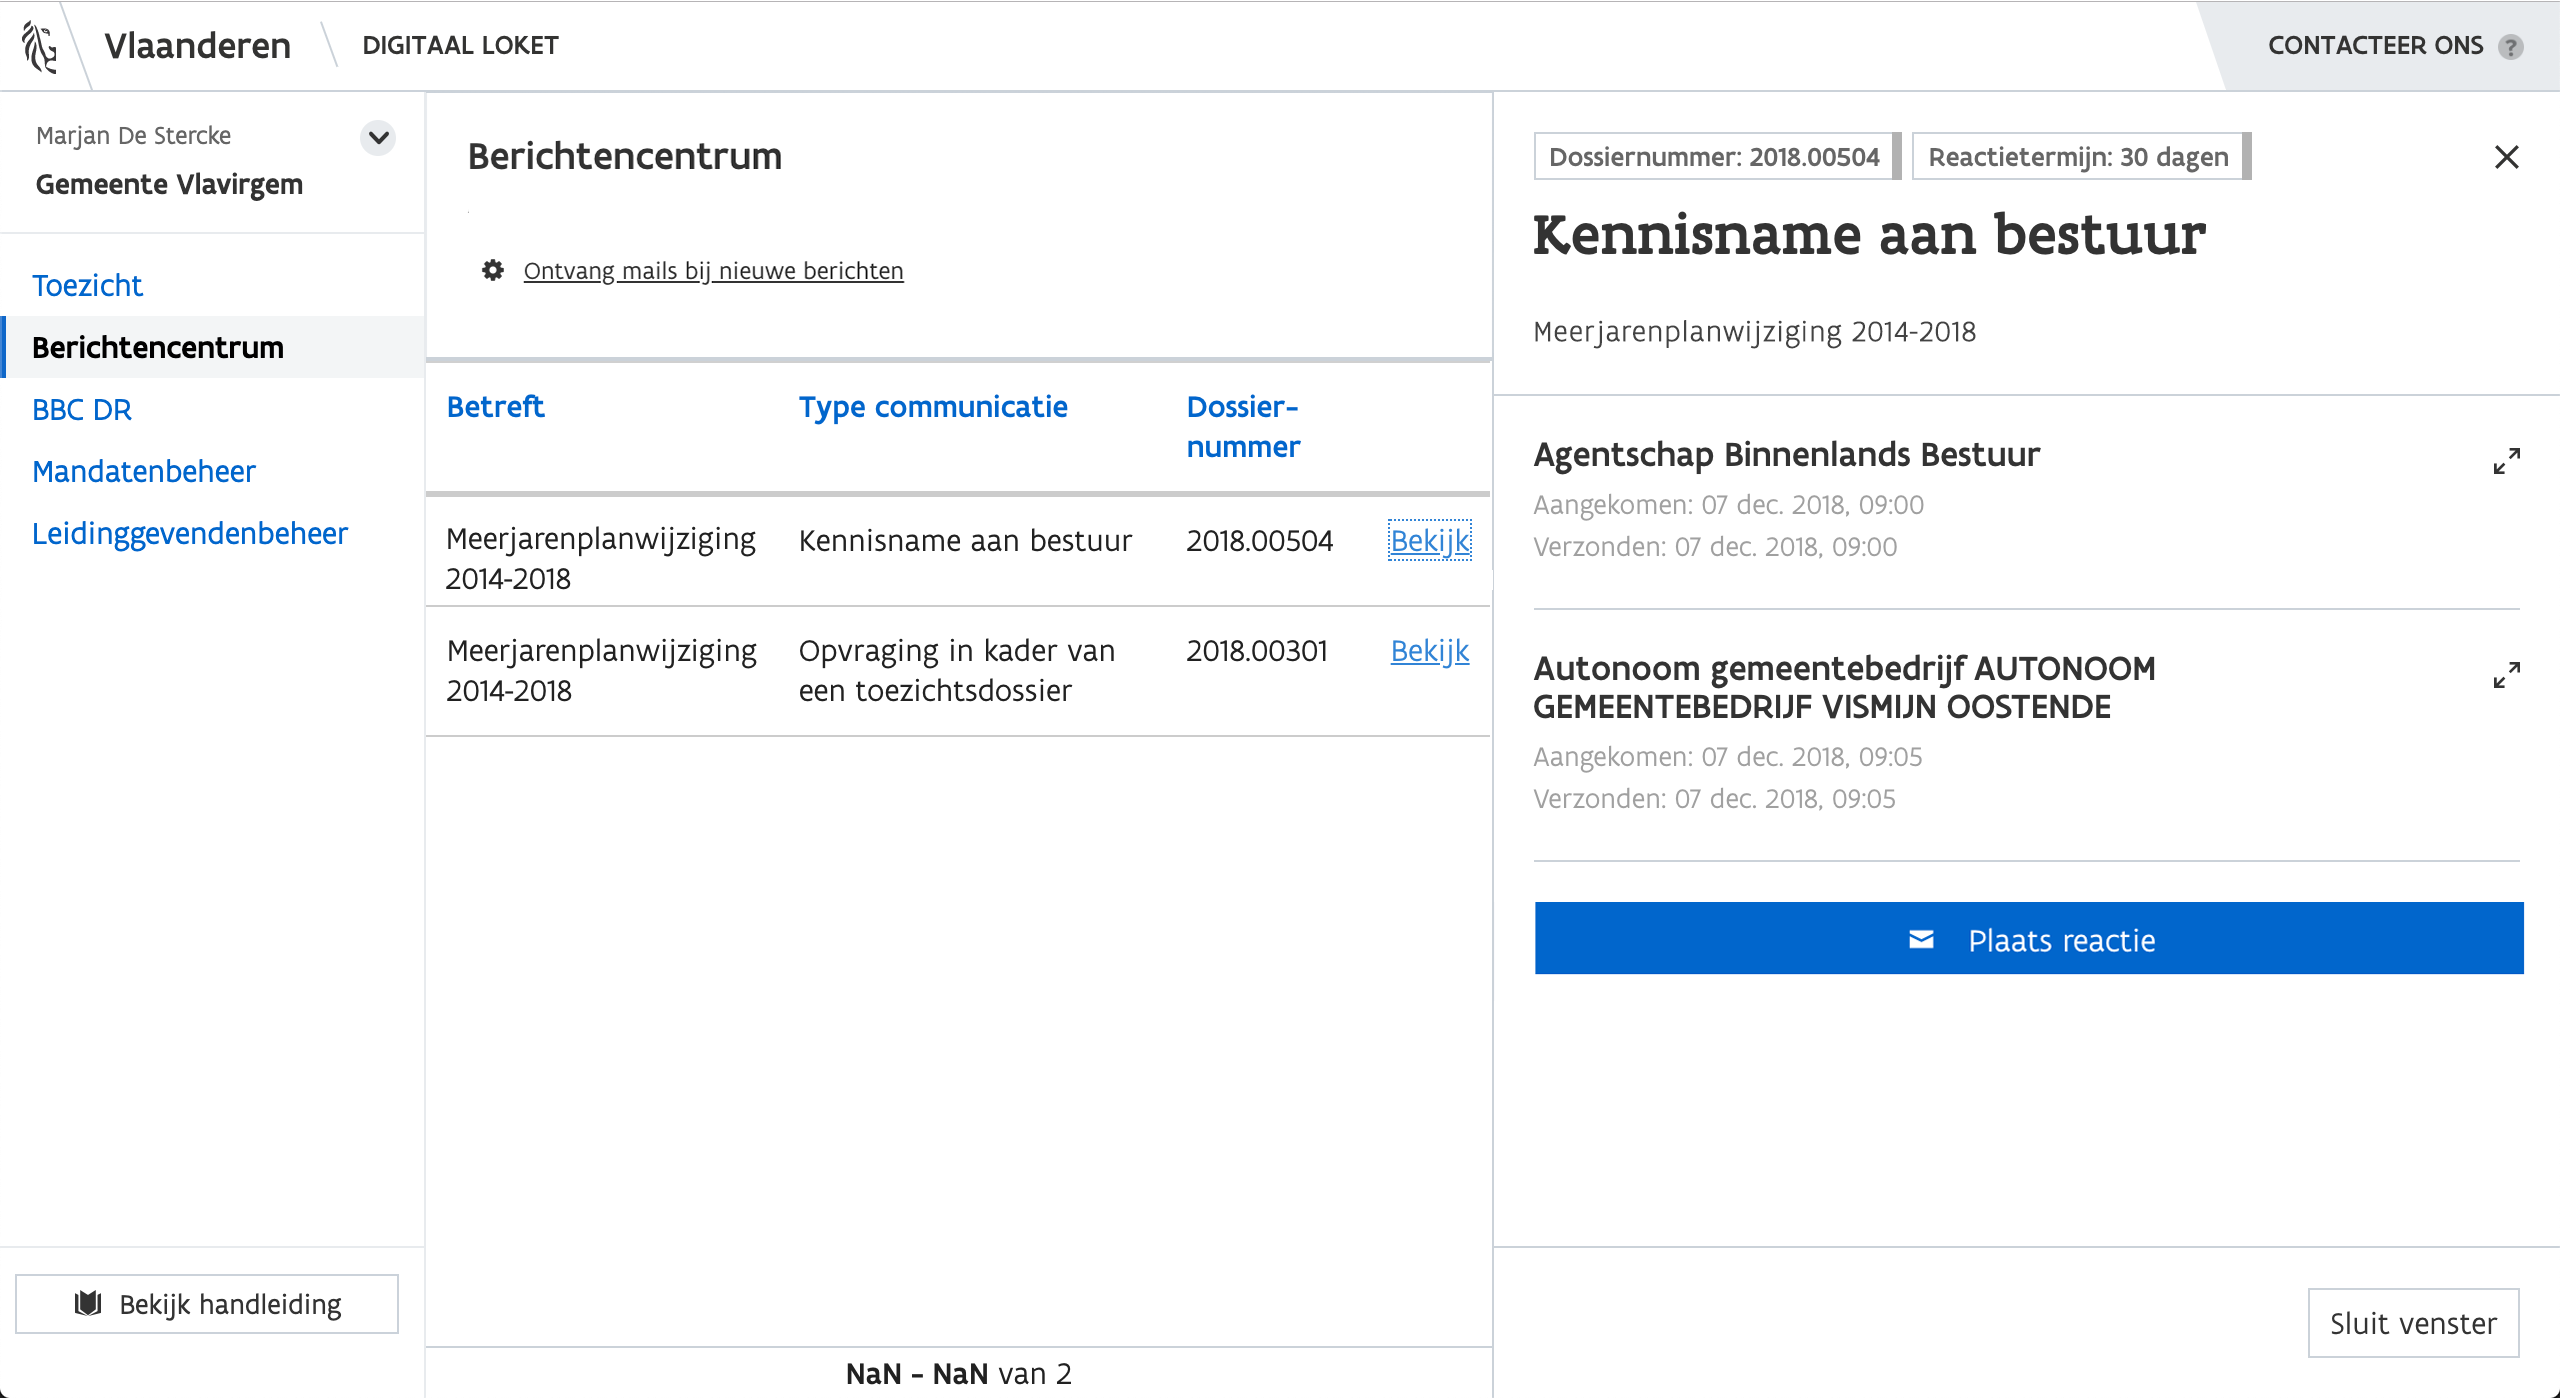 Vlaanderen
DIGITAAL LOKET
CONTACTEER ONS ?
Marjan De Stercke
Gemeente Vlavirgem
Toezicht
Berichtencentrum
BBC DR
Mandatenbeheer
Leidinggevendenbeheer
Bekijk handleiding
Berichtencentrum
Ontvang mails bij nieuwe berichten
Betreft Type communicatie Dossier-
nummer
Meerjarenplanwijziging Kennisname aan bestuur 2018.00504 Bekijk
2014-2018
Meerjarenplanwijziging Opvraging in kader van 2018.00301 Bekijk
2014-2018 een toezichtsdossier
NaN - NaN van 2
Dossiernummer: 2018.00504 Reactietermijn: 30 dagen
Kennisname aan bestuur
Meerjarenplanwijziging 2014-2018
Agentschap Binnenlands Bestuur
Aangekomen: 07 dec. 2018, 09:00
Verzonden: 07 dec. 2018, 09:00
Autonoom gemeentebedrijf AUTONOOM
GEMEENTEBEDRIJF VISMIJN OOSTENDE
Aangekomen: 07 dec. 2018, 09:05
Verzonden: 07 dec. 2018, 09:05
Plaats reactie
Sluit venster